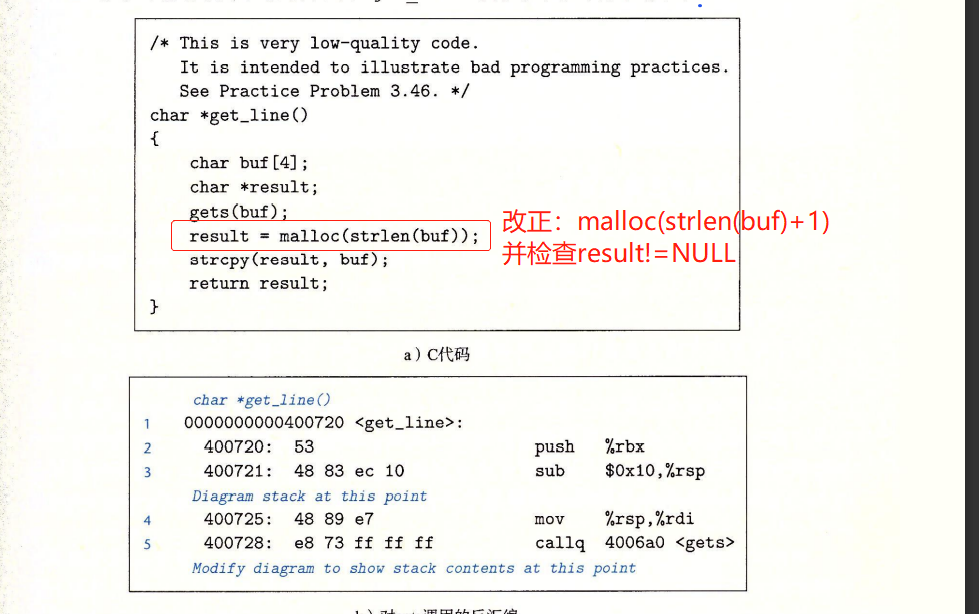 /* This is very low-quality code.
It is intended to illustrate bad programming practices.
See Practice Problem 3.46. */
char *get_line()
{
char buf[4];
char *result;
gets(buf);
result = malloc(strlen(buf));
改正：malloc(strlen(buf)+1)
并检查result!=NULL
strcpy(result, buf);
return result;
}
a）C代码
char *get_line()
1 0000000000400720 <get_line>:
2 400720: 53 push %rbx
3 400721: 48 83 ec 10 sub $0x10,%rsp
Diagram stack at this point
4 400725: 48 89 e7 mov %rsp,%rdi
5 400728: e8 73 ff ff ff callq 4006a0 <gets>
Modify diagram to show stack contents at this point